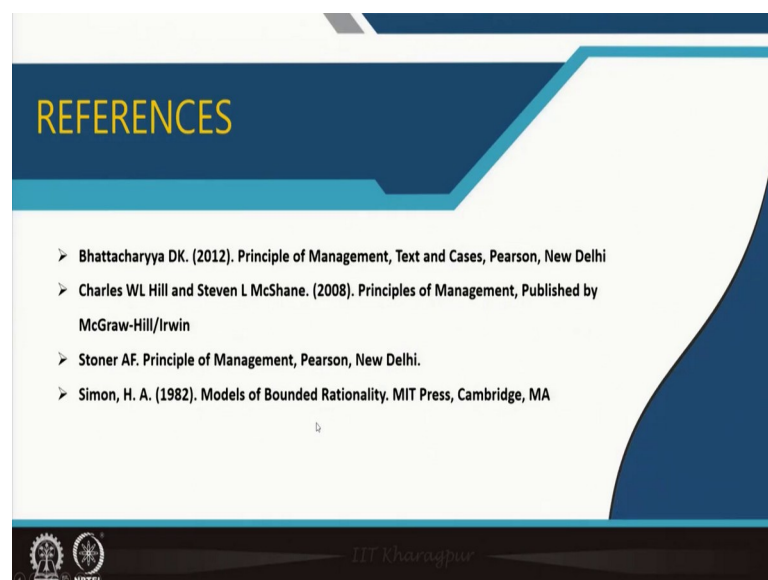 REFERENCES
➢ Bhattacharyya DK. (2012). Principle of Management, Text and Cases, Pearson, New Delhi
➢ Charles WL Hill and Steven L McShane. (2008). Principles of Management, Published by
McGraw-Hill/Irwin
➢ Stoner AF. Principle of Management, Pearson, New Delhi.
➢ Simon, H. A. (1982). Models of Bounded Rationality. MIT Press, Cambridge, MA
IIT Kharagpur
NPTEL